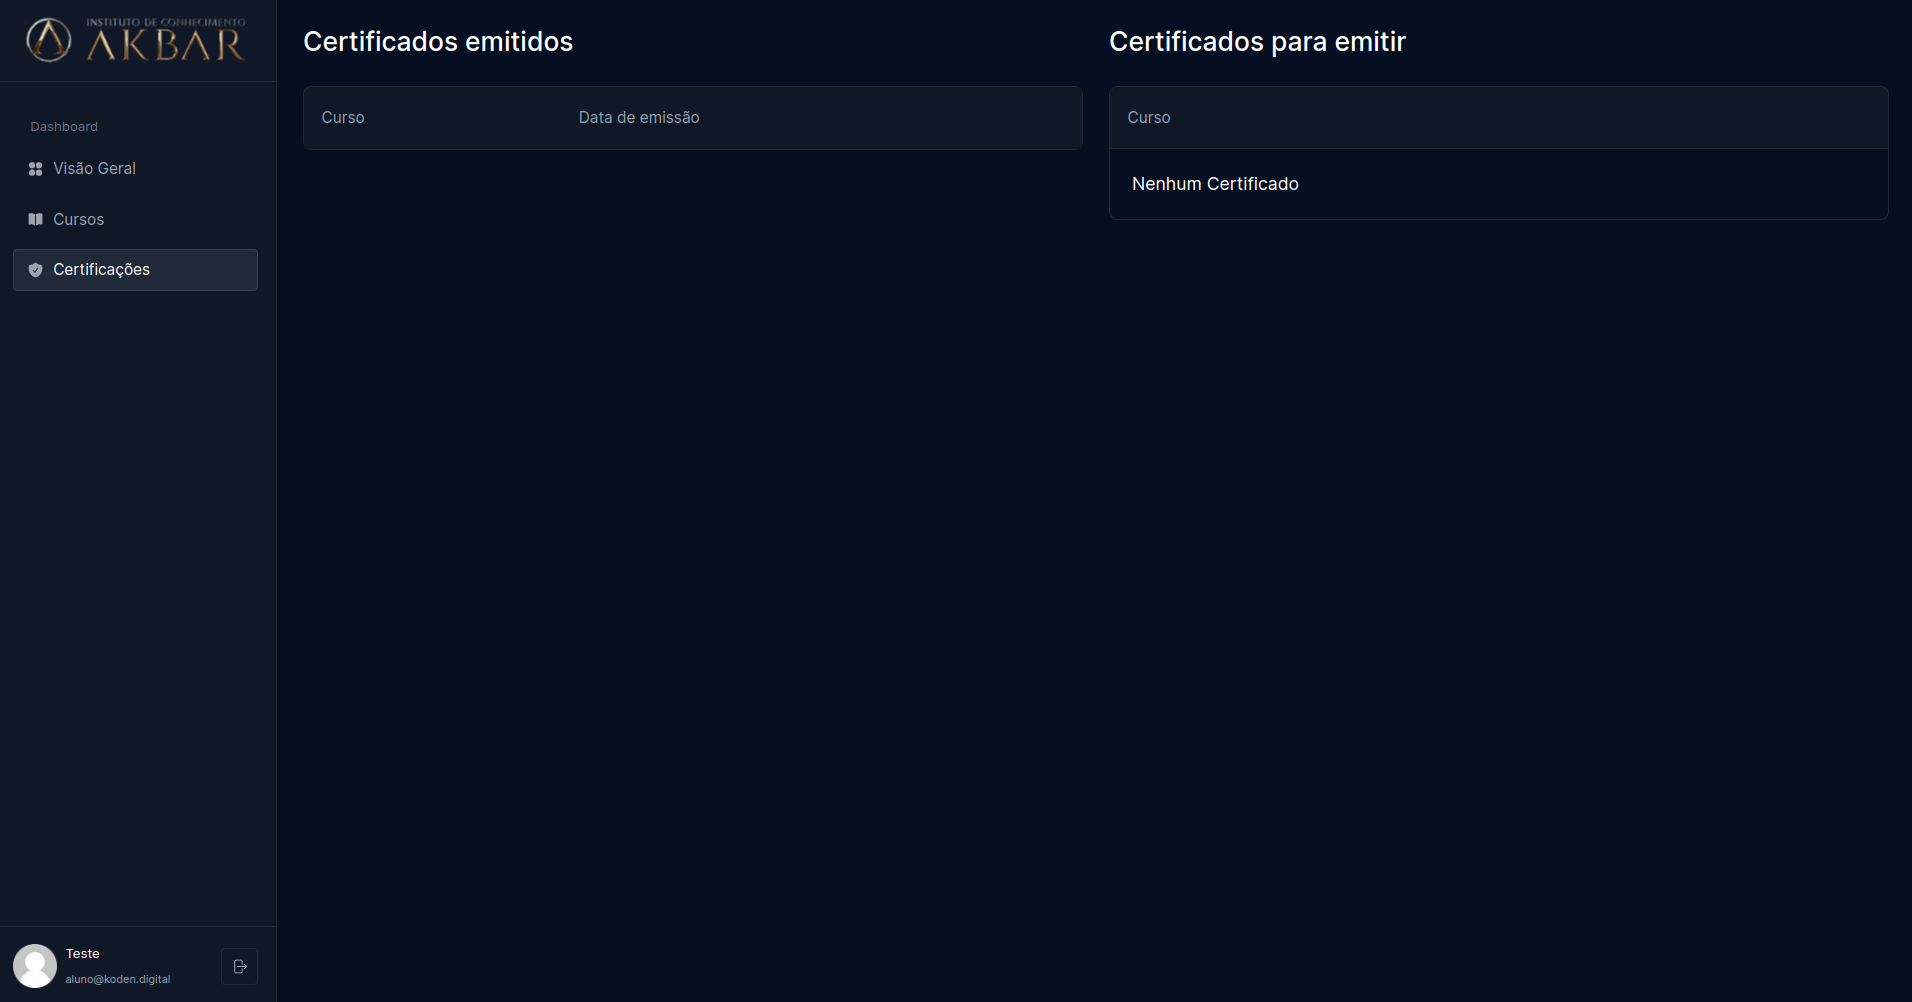 INSTITUTO DE CONHECIMENTO
AKBAR
Dashboard
Visão Geral
Cursos
Certificações
Certificados emitidos
Curso Data de emissão
Certificados para emitir
Curso
Nenhum Certificado
Teste
aluno@koden.digital